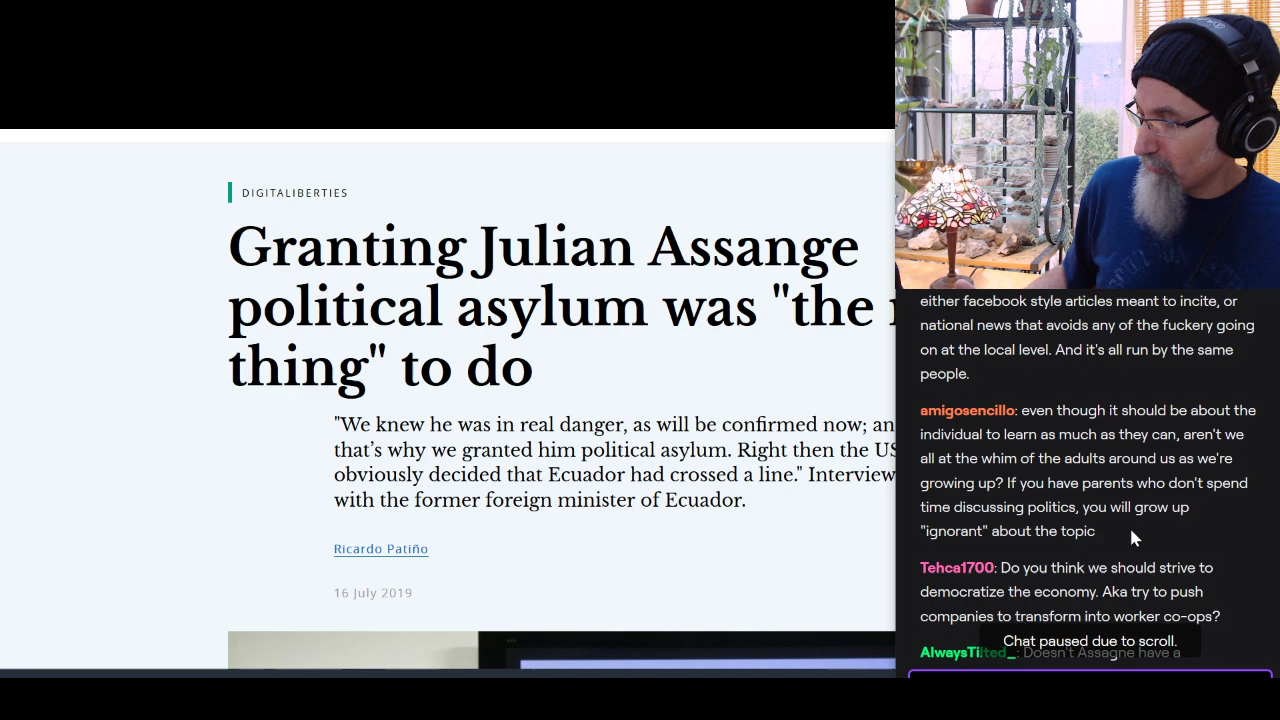 DIGITALIBERTIES
Granting Julian Assange
political asylum was "the
thing" to do
"We knew he was in real danger, as will be confirmed now; an
that's why we granted him political asylum. Right then the US
obviously decided that Ecuador had crossed a line." Interview
with the former foreign minister of Ecuador.
Ricardo Patiño
16 July 2019
either facebook style articles meant to incite, or
national news that avoids any of the fuckery going
on at the local level. And it's all run by the same
people.
amigosencillo: even though it should be about the
individual to learn as much as they can, aren't we
all at the whim of the adults around us as we're
growing up? If you have parents who don't spend
time discussing politics, you will grow up
"ignorant" about the topic
Tehca1700: Do you think we should strive to
democratize the economy. Aka try to push
companies to transform into worker co-ops?
Chat paused due to scroll.
AlwaysTilted_: Doesn't Assagne have a